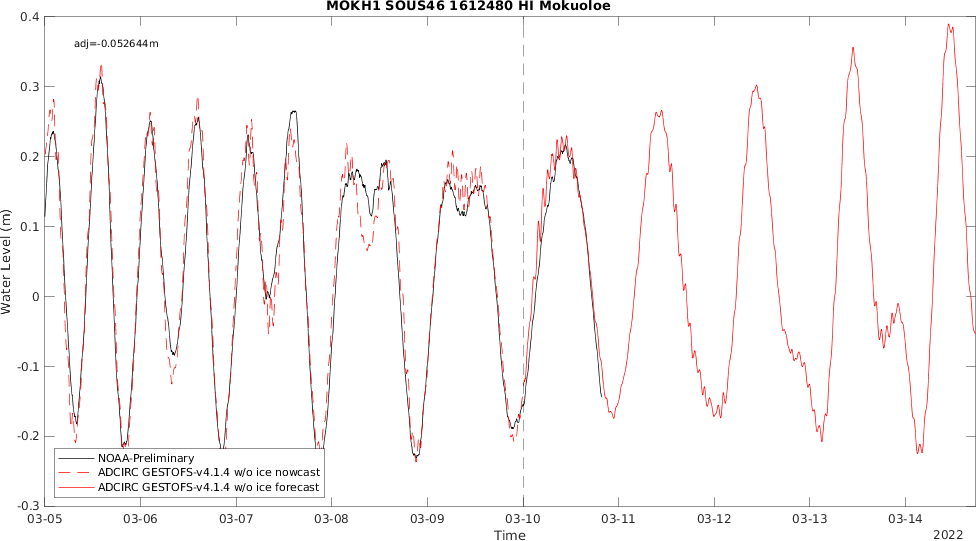 MOKH1 SOUS46 1612480 HI Mokuoloe
adj=-0.052644m
Water Level (m)
0.4
0.3
0.2
0.1
0
-0.1
-0.2
-0.3
NOAA-Preliminary
ADCIRC GESTOFS-v4.1.4 w/o ice nowcast
ADCIRC GESTOFS-v4.1.4 w/o ice forecast
03-05 03-06 03-07 03-08 03-09 03-10 03-11 03-12 03-13 03-14
Time
2022